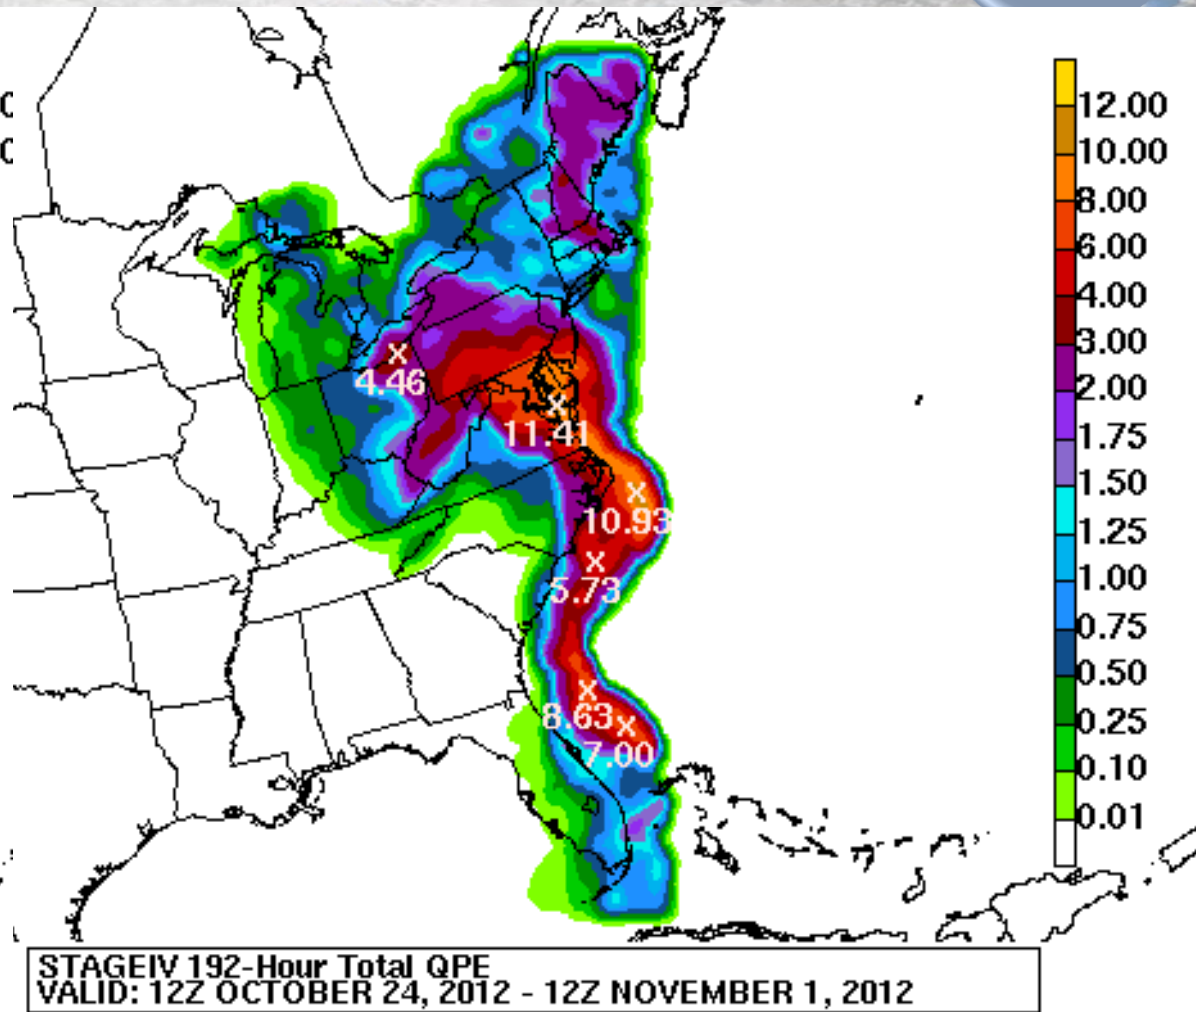 12.00
10.00
8.00
6.00
4.00
3.00
2.00
1.75
1.50
1.25
1.00
0.75
0.50
0.25
0.10
0.01
x
4.46
x
11.41
x
10.93
x
5.73
x
8.63
x
7.00
STAGEIV 192-Hour Total QPE
VALID: 12Z OCTOBER 24, 2012 - 12Z NOVEMBER 1, 2012